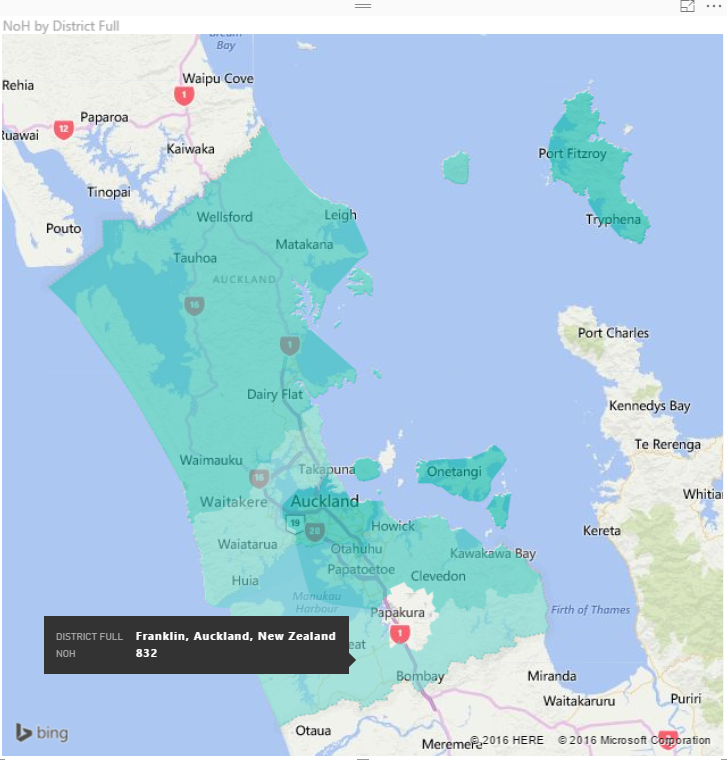 NoH by District Full
Bay
Rehia
Waipu Cove
1
Paparoa
12
Ruawai
Kaiwaka
Port Fitzroy
Tinopai
Wellsford
Leigh
Tryphena
Pouto
Matakana
Tauhoa
AUCKLAND
16
Port Charles
1
Dairy Flat
Kennedys Bay
Te Rerenga
Waimauku
Takapuna
Onetangi
16
Waitakere
Auckland
19
20
Howick
Kereta
Waiatarua
Otahuhu
Kawakawa Bay
Papatoetoe
Clevedon
Huia
Manukau
Harbour
Papakura
Firth of Thames
DISTRICT FULL Franklin, Auckland, New Zealand
NOH 832
1
eat
Bombay
Miranda
Waitakaruru
Puriri
bing
Otaua
Meremere
© 2016 HERE © 2016 Microsoft Corporation